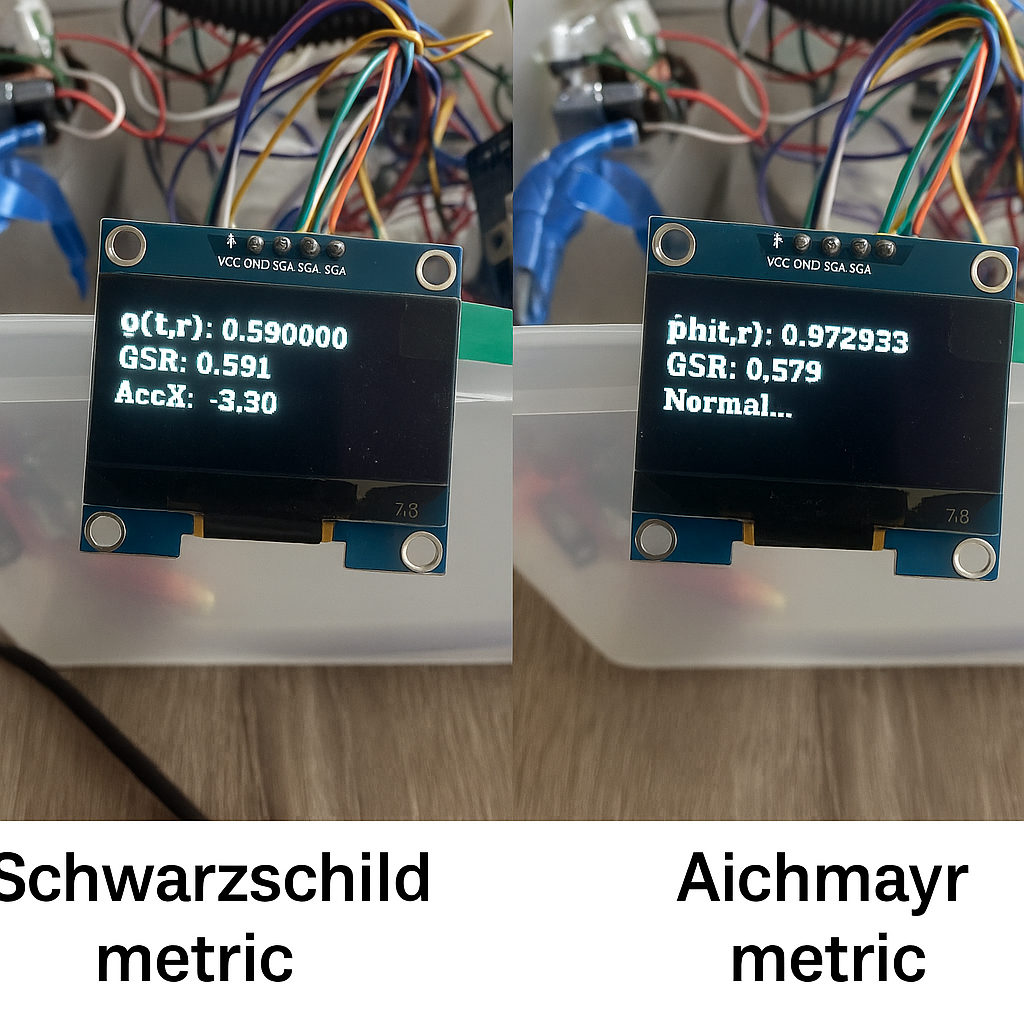 VCC OND SGA. SGA. SGA
o(t,r): 0.590000
GSR: 0.591
AccX: -3.30
7.8
VCC OND SGA. SGA
phit,r): 0.972933
GSR: 0,579
Normal...
7.8
Schwarzschild
metric
Aichmayr
metric